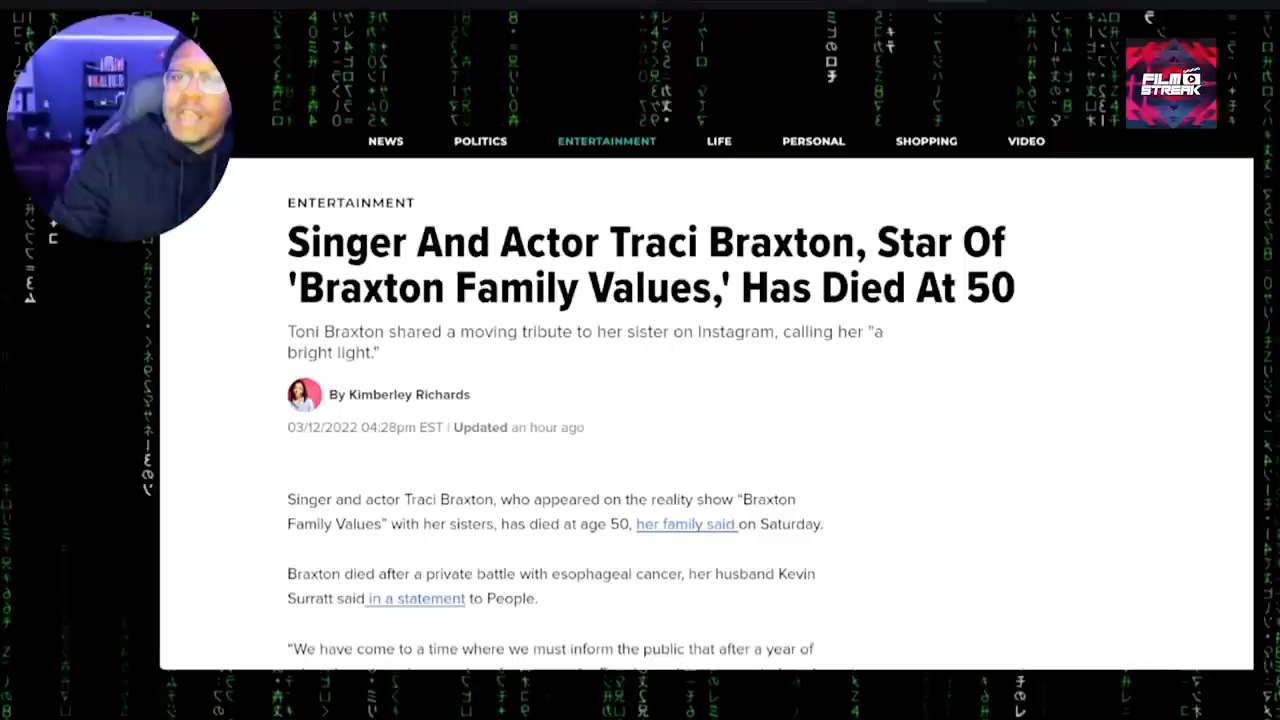 FILM
STREAK
NEWS POLITICS ENTERTAINMENT LIFE PERSONAL SHOPPING VIDEO
ENTERTAINMENT
Singer And Actor Traci Braxton, Star Of
'Braxton Family Values,' Has Died At 50
Toni Braxton shared a moving tribute to her sister on Instagram, calling her "a
bright light."
By Kimberley Richards
03/12/2022 04:28pm EST | Updated an hour ago
Singer and actor Traci Braxton, who appeared on the reality show “Braxton
Family Values” with her sisters, has died at age 50, her family said on Saturday.
Braxton died after a private battle with esophageal cancer, her husband Kevin
Surratt said in a statement to People.
“We have come to a time where we must inform the public that after a year of